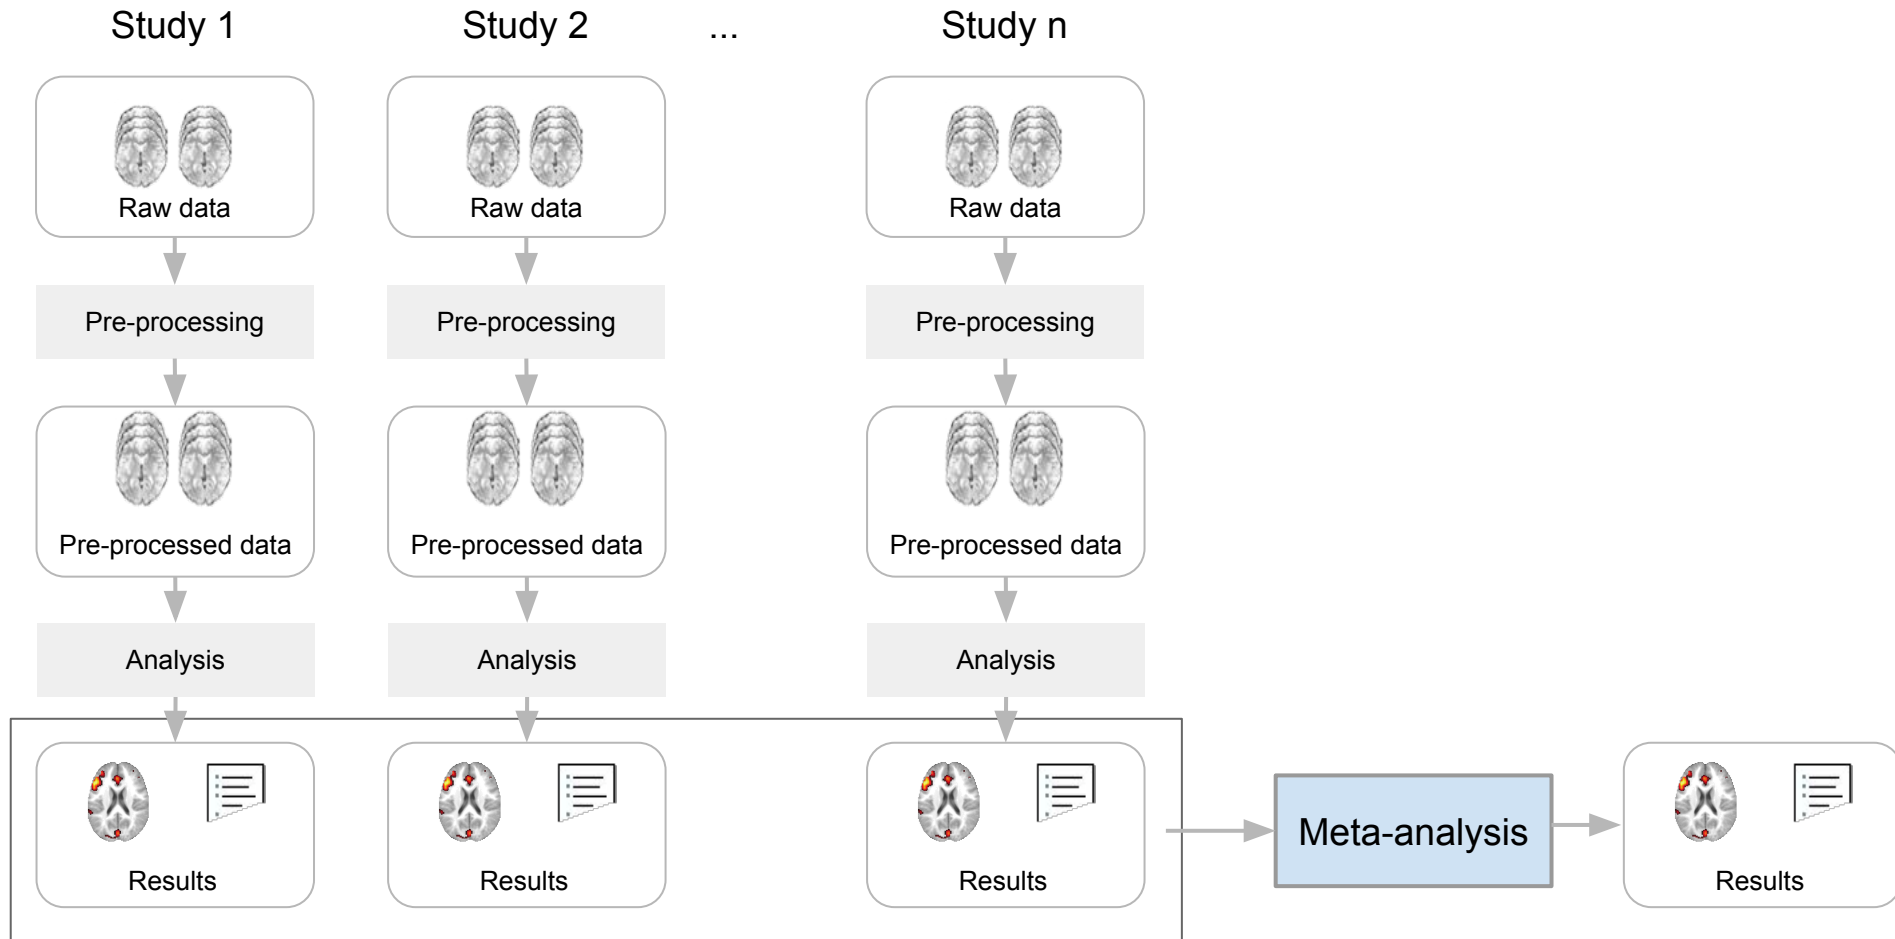 Study 1
Study 2
...
Study n
Raw data
Raw data
Raw data
Pre-processing
Pre-processing
Pre-processing
Pre-processed data
Pre-processed data
Pre-processed data
Analysis
Analysis
Analysis
Results
Results
Results
Meta-analysis
Results